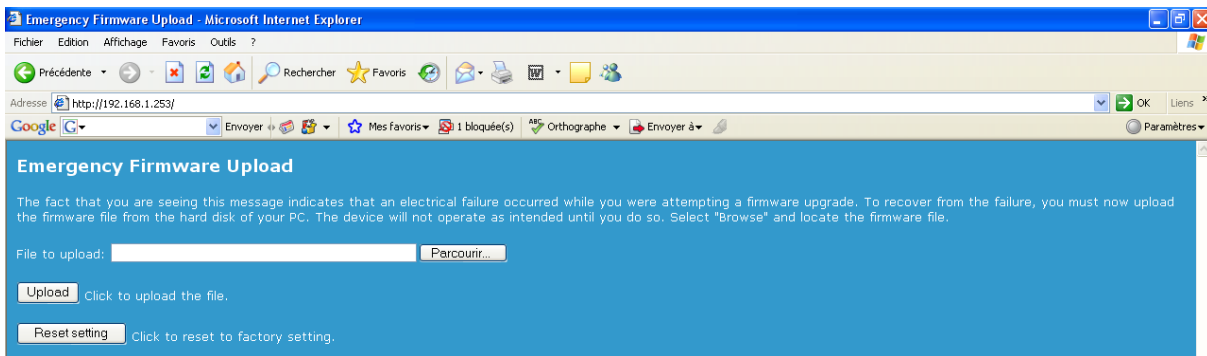 Emergency Firmware Upload - Microsoft Internet Explorer
Fichier Edition Affichage Favoris Outils ?
Précédente Rechercher Favoris W
Adresse http://192.168.1.253/ OK Liens »
Google G Envoyer Mes favoris 1 bloquée(s) ABC Orthographe Envoyer à Paramètres
Emergency Firmware Upload
The fact that you are seeing this message indicates that an electrical failure occurred while you were attempting a firmware upgrade. To recover from the failure, you must now upload
the firmware file from the hard disk of your PC. The device will not operate as intended until you do so. Select "Browse" and locate the firmware file.
File to upload: Parcourir...
Upload Click to upload the file.
Reset setting Click to reset to factory setting.